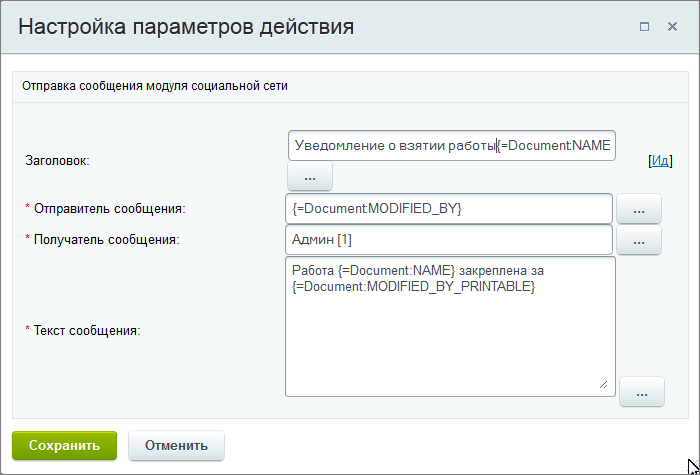 Настройка параметров действия
Отправка сообщения модуля социальной сети
Заголовок:
Уведомление о взятии работы{=Document:NAME
[Ид]
...
* Отправитель сообщения:
{=Document:MODIFIED_BY}
...
* Получатель сообщения:
Админ [1]
...
* Текст сообщения:
Работа {=Document:NAME} закреплена за
{=Document:MODIFIED_BY_PRINTABLE}
...
Сохранить
Отменить